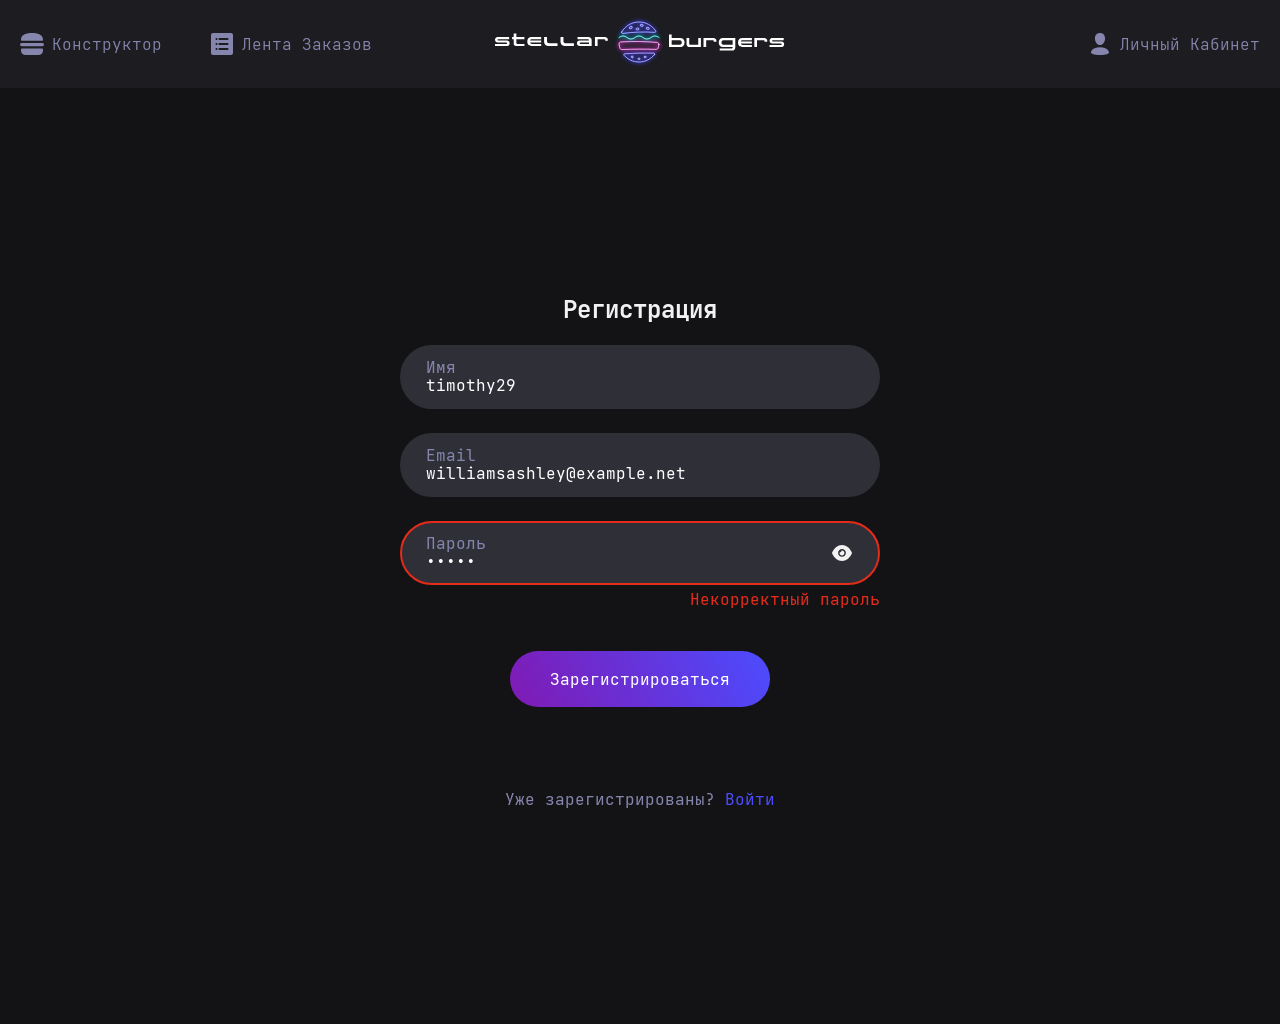 Конструктор
Лента Заказов
stellar burgers
Личный Кабинет
Регистрация
Имя
timothy29
Email
williamsashley@example.net
Пароль
•••••
Некорректный пароль
Зарегистрироваться
Уже зарегистрированы? Войти